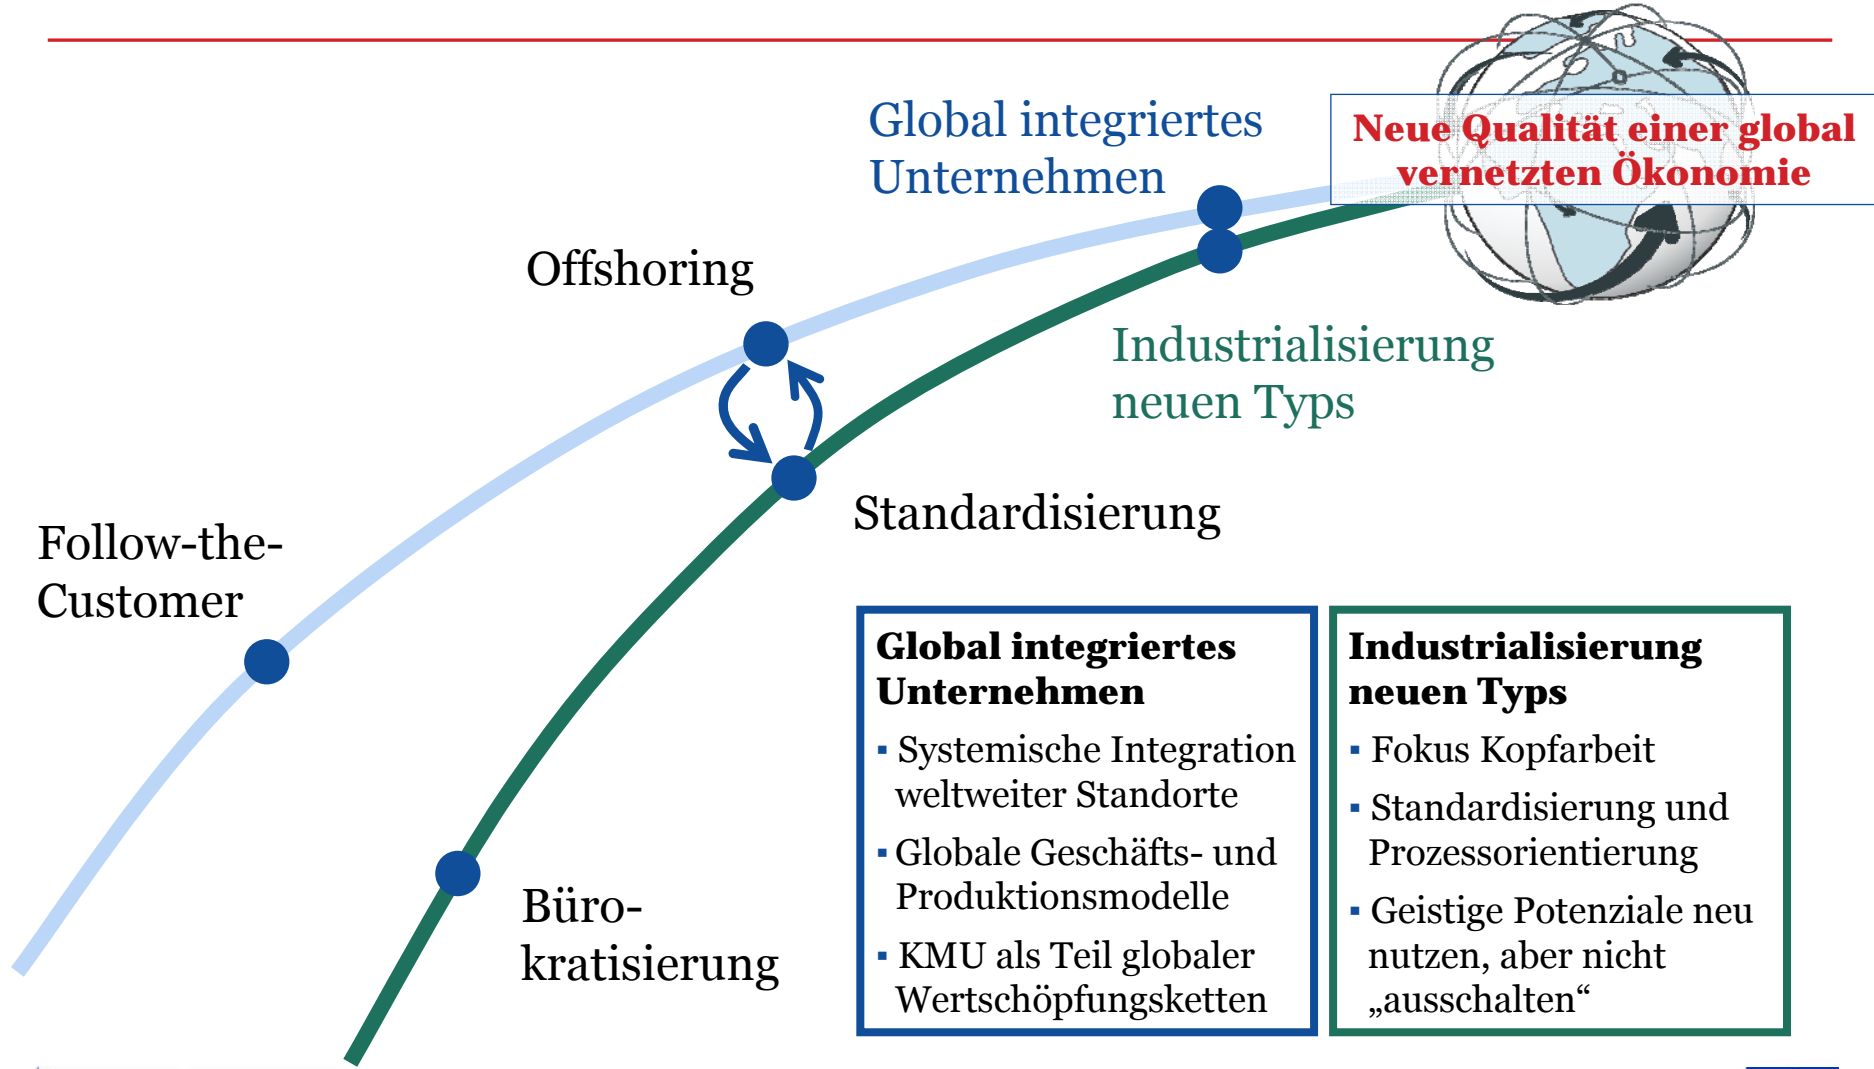 Global integriertes
Unternehmen
Neue Qualität einer global
vernetzten Ökonomie
Offshoring
Industrialisierung
neuen Typs
Standardisierung
Follow-the-
Customer
Büro-
kratisierung
Global integriertes
Unternehmen
▪ Systemische Integration
weltweiter Standorte
▪ Globale Geschäfts- und
Produktionsmodelle
▪ KMU als Teil globaler
Wertschöpfungsketten
Industrialisierung
neuen Typs
▪ Fokus Kopfarbeit
▪ Standardisierung und
Prozessorientierung
▪ Geistige Potenziale neu
nutzen, aber nicht
„ausschalten“